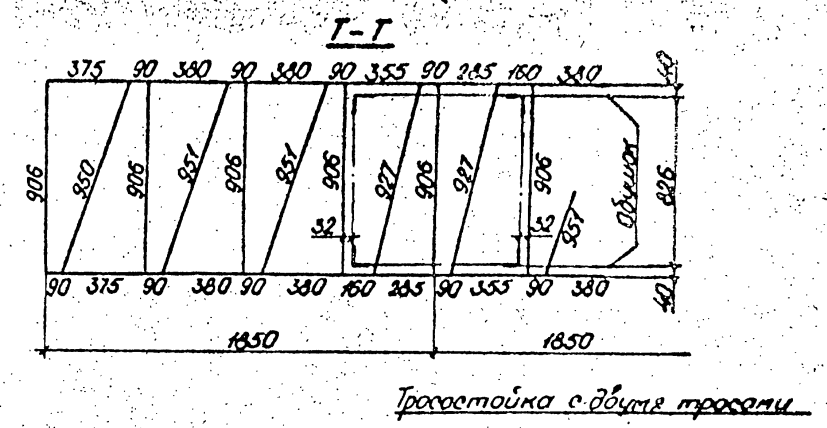 Т-Т
375 90 380 90 380 90 355 90 285 160 380 40
906 950 906 951 906 951 906 927 906 927 906 951 Обушок 826
32 32
90 375 90 380 90 380 160 285 90 355 90 380 40
1850 1850
Тросостойка с двумя тросами